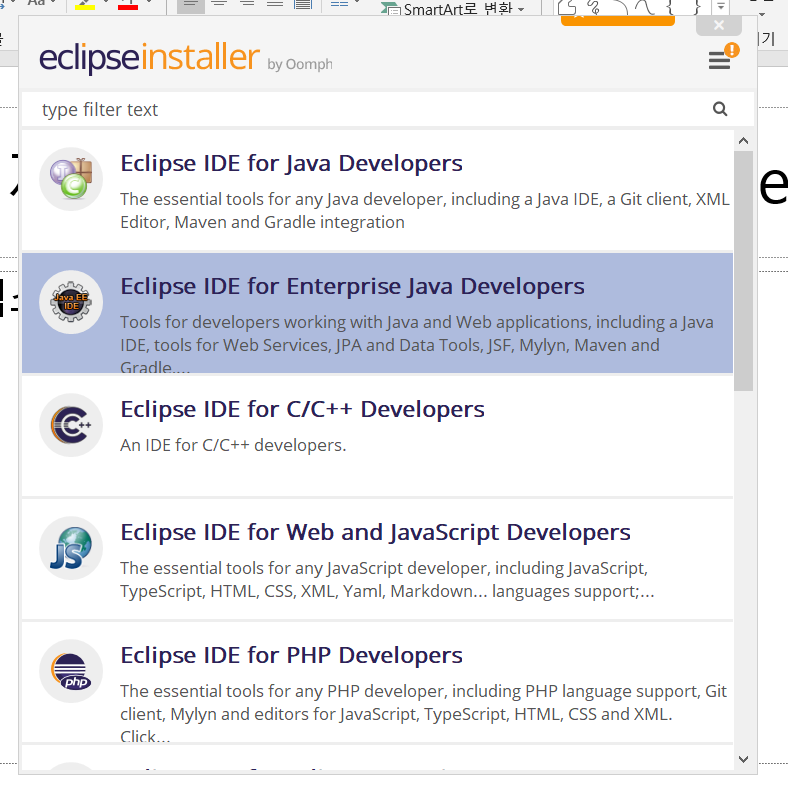 Aa
SmartArt로 변환
기
eclipseinstaller by Oomph
type filter text
Eclipse IDE for Java Developers
The essential tools for any Java developer, including a Java IDE, a Git client, XML
Editor, Maven and Gradle integration
e
Java EE
IDE
Eclipse IDE for Enterprise Java Developers
Tools for developers working with Java and Web applications, including a Java
IDE, tools for Web Services, JPA and Data Tools, JSF, Mylyn, Maven and
Gradle,...
C++
Eclipse IDE for C/C++ Developers
An IDE for C/C++ developers.
JS
Eclipse IDE for Web and JavaScript Developers
The essential tools for any JavaScript developer, including JavaScript,
TypeScript, HTML, CSS, XML, Yaml, Markdown... languages support;...
php
Eclipse IDE for PHP Developers
The essential tools for any PHP developer, including PHP language support, Git
client, Mylyn and editors for JavaScript, TypeScript, HTML, CSS and XML.
Click...